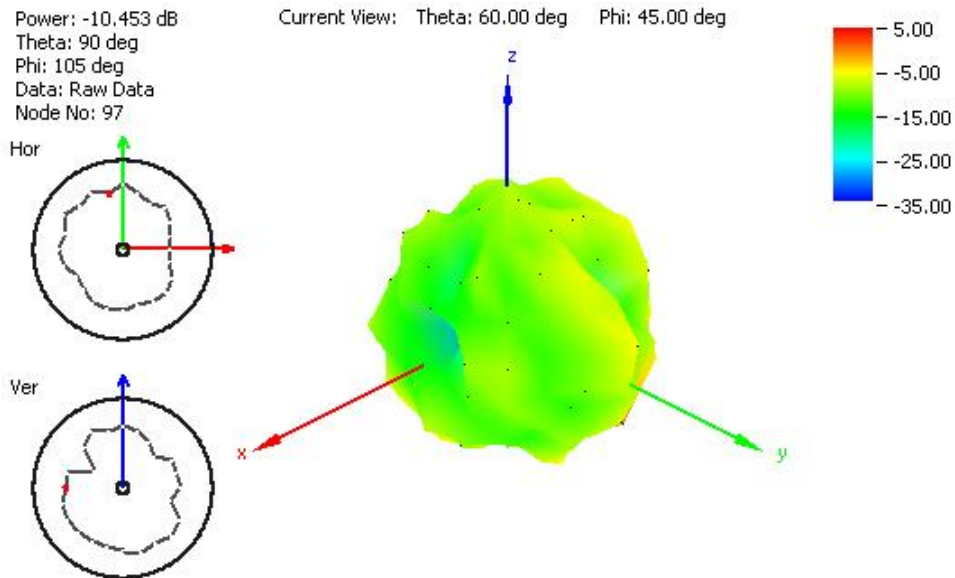 Power: -10.453 dB
Theta: 90 deg
Phi: 105 deg
Data: Raw Data
Node No: 97
Current View: Theta: 60.00 deg Phi: 45.00 deg
5.00
-5.00
-15.00
-25.00
-35.00
Hor
z
x
y
Ver